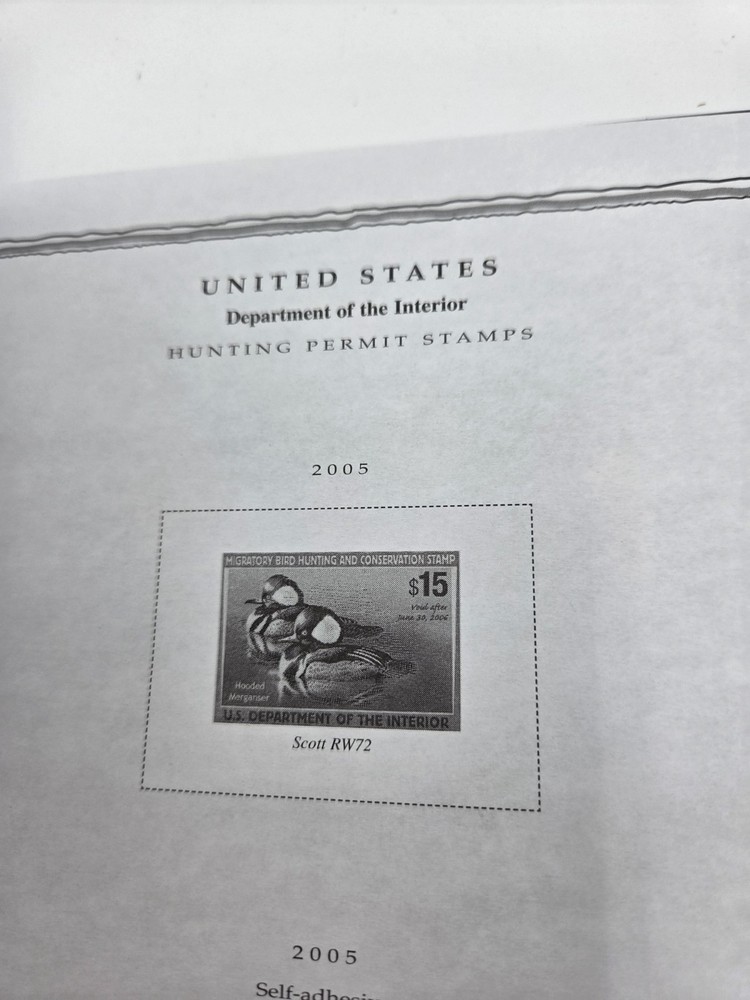 UNITED STATES
Department of the Interior
HUNTING PERMIT STAMPS
2005
MIGRATORY BIRD HUNTING AND CONSERVATION STAMP
$15
Void after
June 30, 2006
Hooded
Merganser
U.S. DEPARTMENT OF THE INTERIOR
Scott RW72
2005